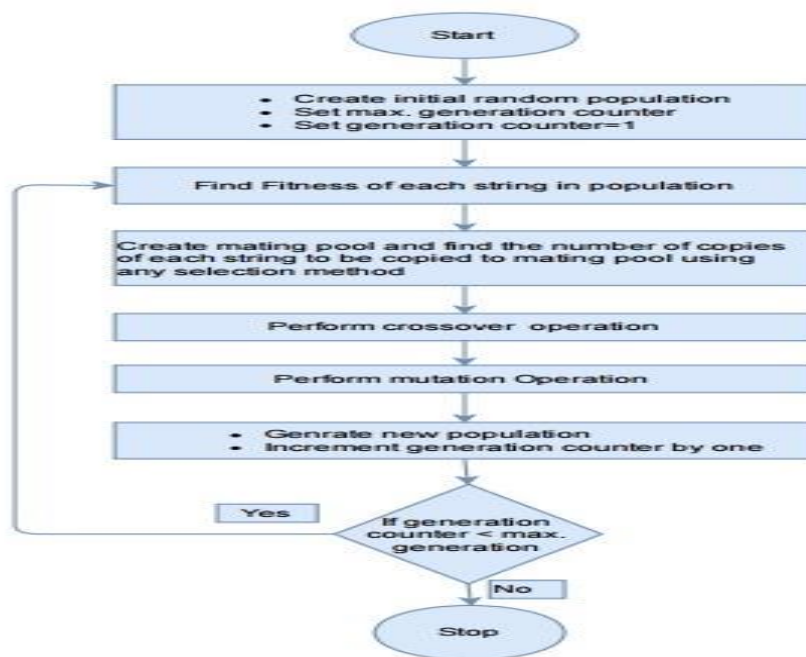 Start
• Create initial random population
• Set max. generation counter
• Set generation counter=1
Find Fitness of each string in population
Create mating pool and find the number of copies
of each string to be copied to mating pool using
any selection method
Perform crossover operation
Perform mutation Operation
• Genrate new population
• Increment generation counter by one
Yes
If generation
counter < max.
generation
No
Stop